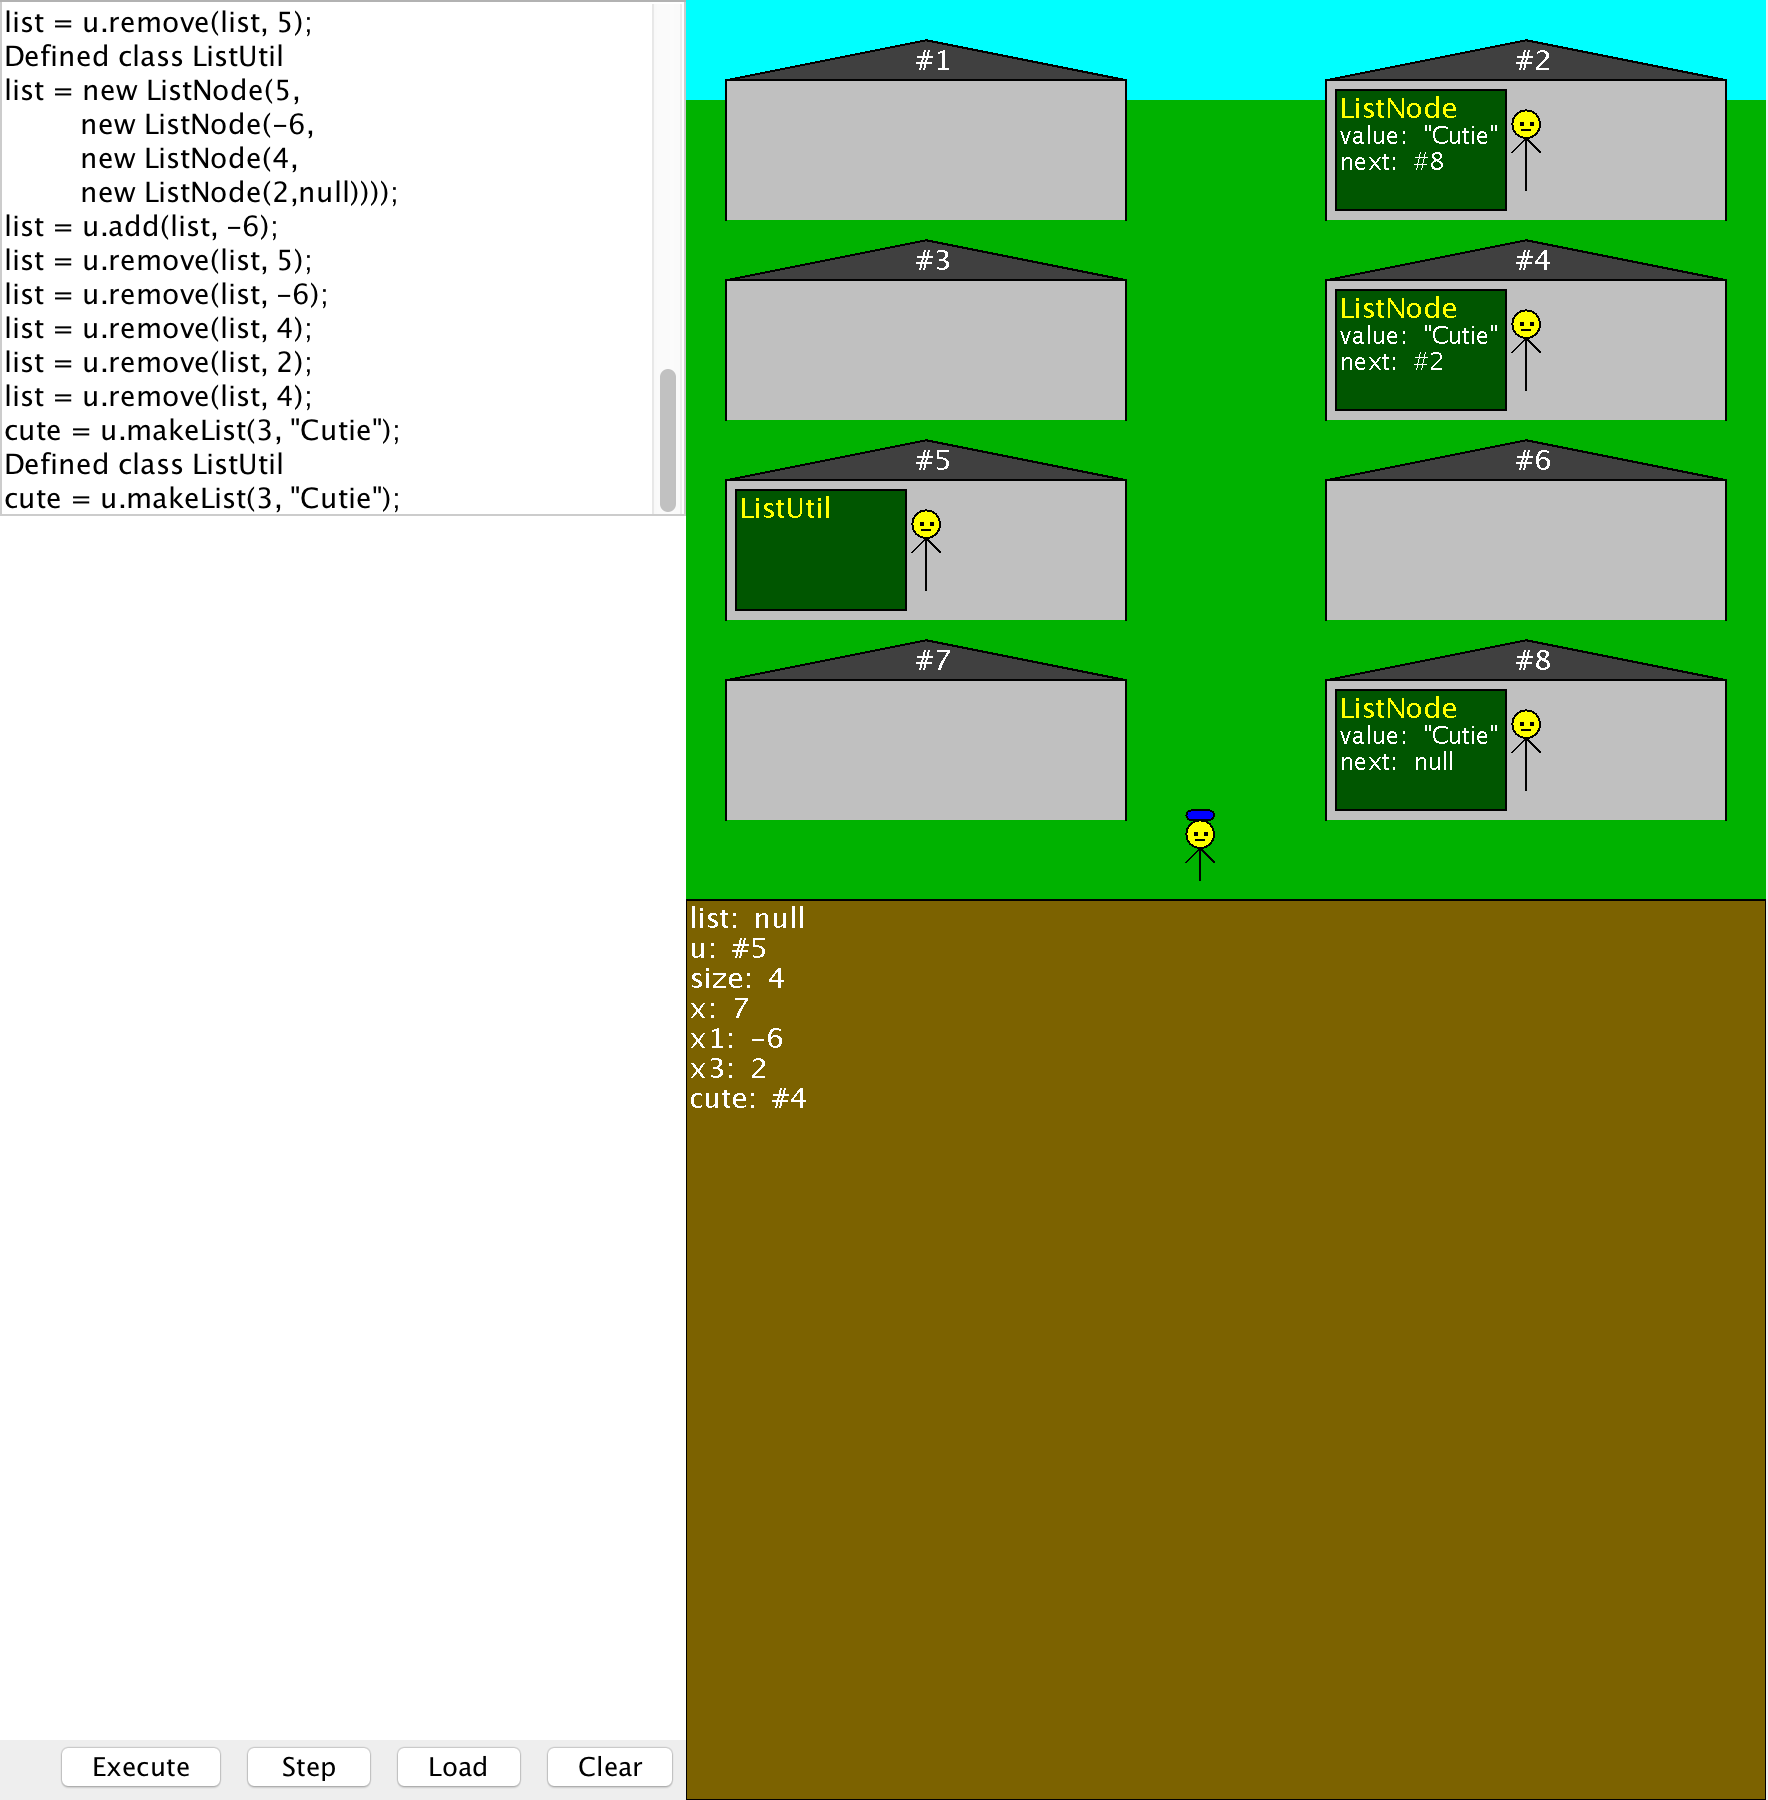 list = u.remove(list, 5);
Defined class ListUtil
list = new ListNode(5,
new ListNode(-6,
new ListNode(4,
new ListNode(2,null))));
list = u.add(list, -6);
list = u.remove(list, 5);
list = u.remove(list, -6);
list = u.remove(list, 4);
list = u.remove(list, 2);
list = u.remove(list, 4);
cute = u.makeList(3, "Cutie");
Defined class ListUtil
cute = u.makeList(3, "Cutie");
Execute
Step
Load
Clear
#1
#2
ListNode
value: "Cutie"
next: #8
#3
#4
ListNode
value: "Cutie"
next: #2
#5
ListUtil
#6
#7
#8
ListNode
value: "Cutie"
next: null
list: null
u: #5
size: 4
x: 7
x1: -6
x3: 2
cute: #4